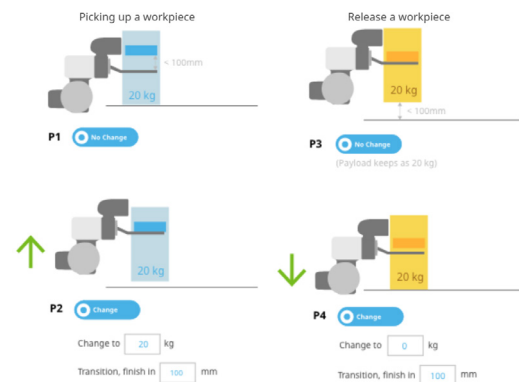 Picking up a workpiece
< 100mm
20 kg
P1 No Change
20 kg
P2 Change
Change to 20 kg
Transition, finish in 100 mm
Release a workpiece
20 kg
< 100mm
P3 No Change
(Payload keeps as 20 kg)
20 kg
P4 Change
Change to 0 kg
Transition, finish in 100 mm